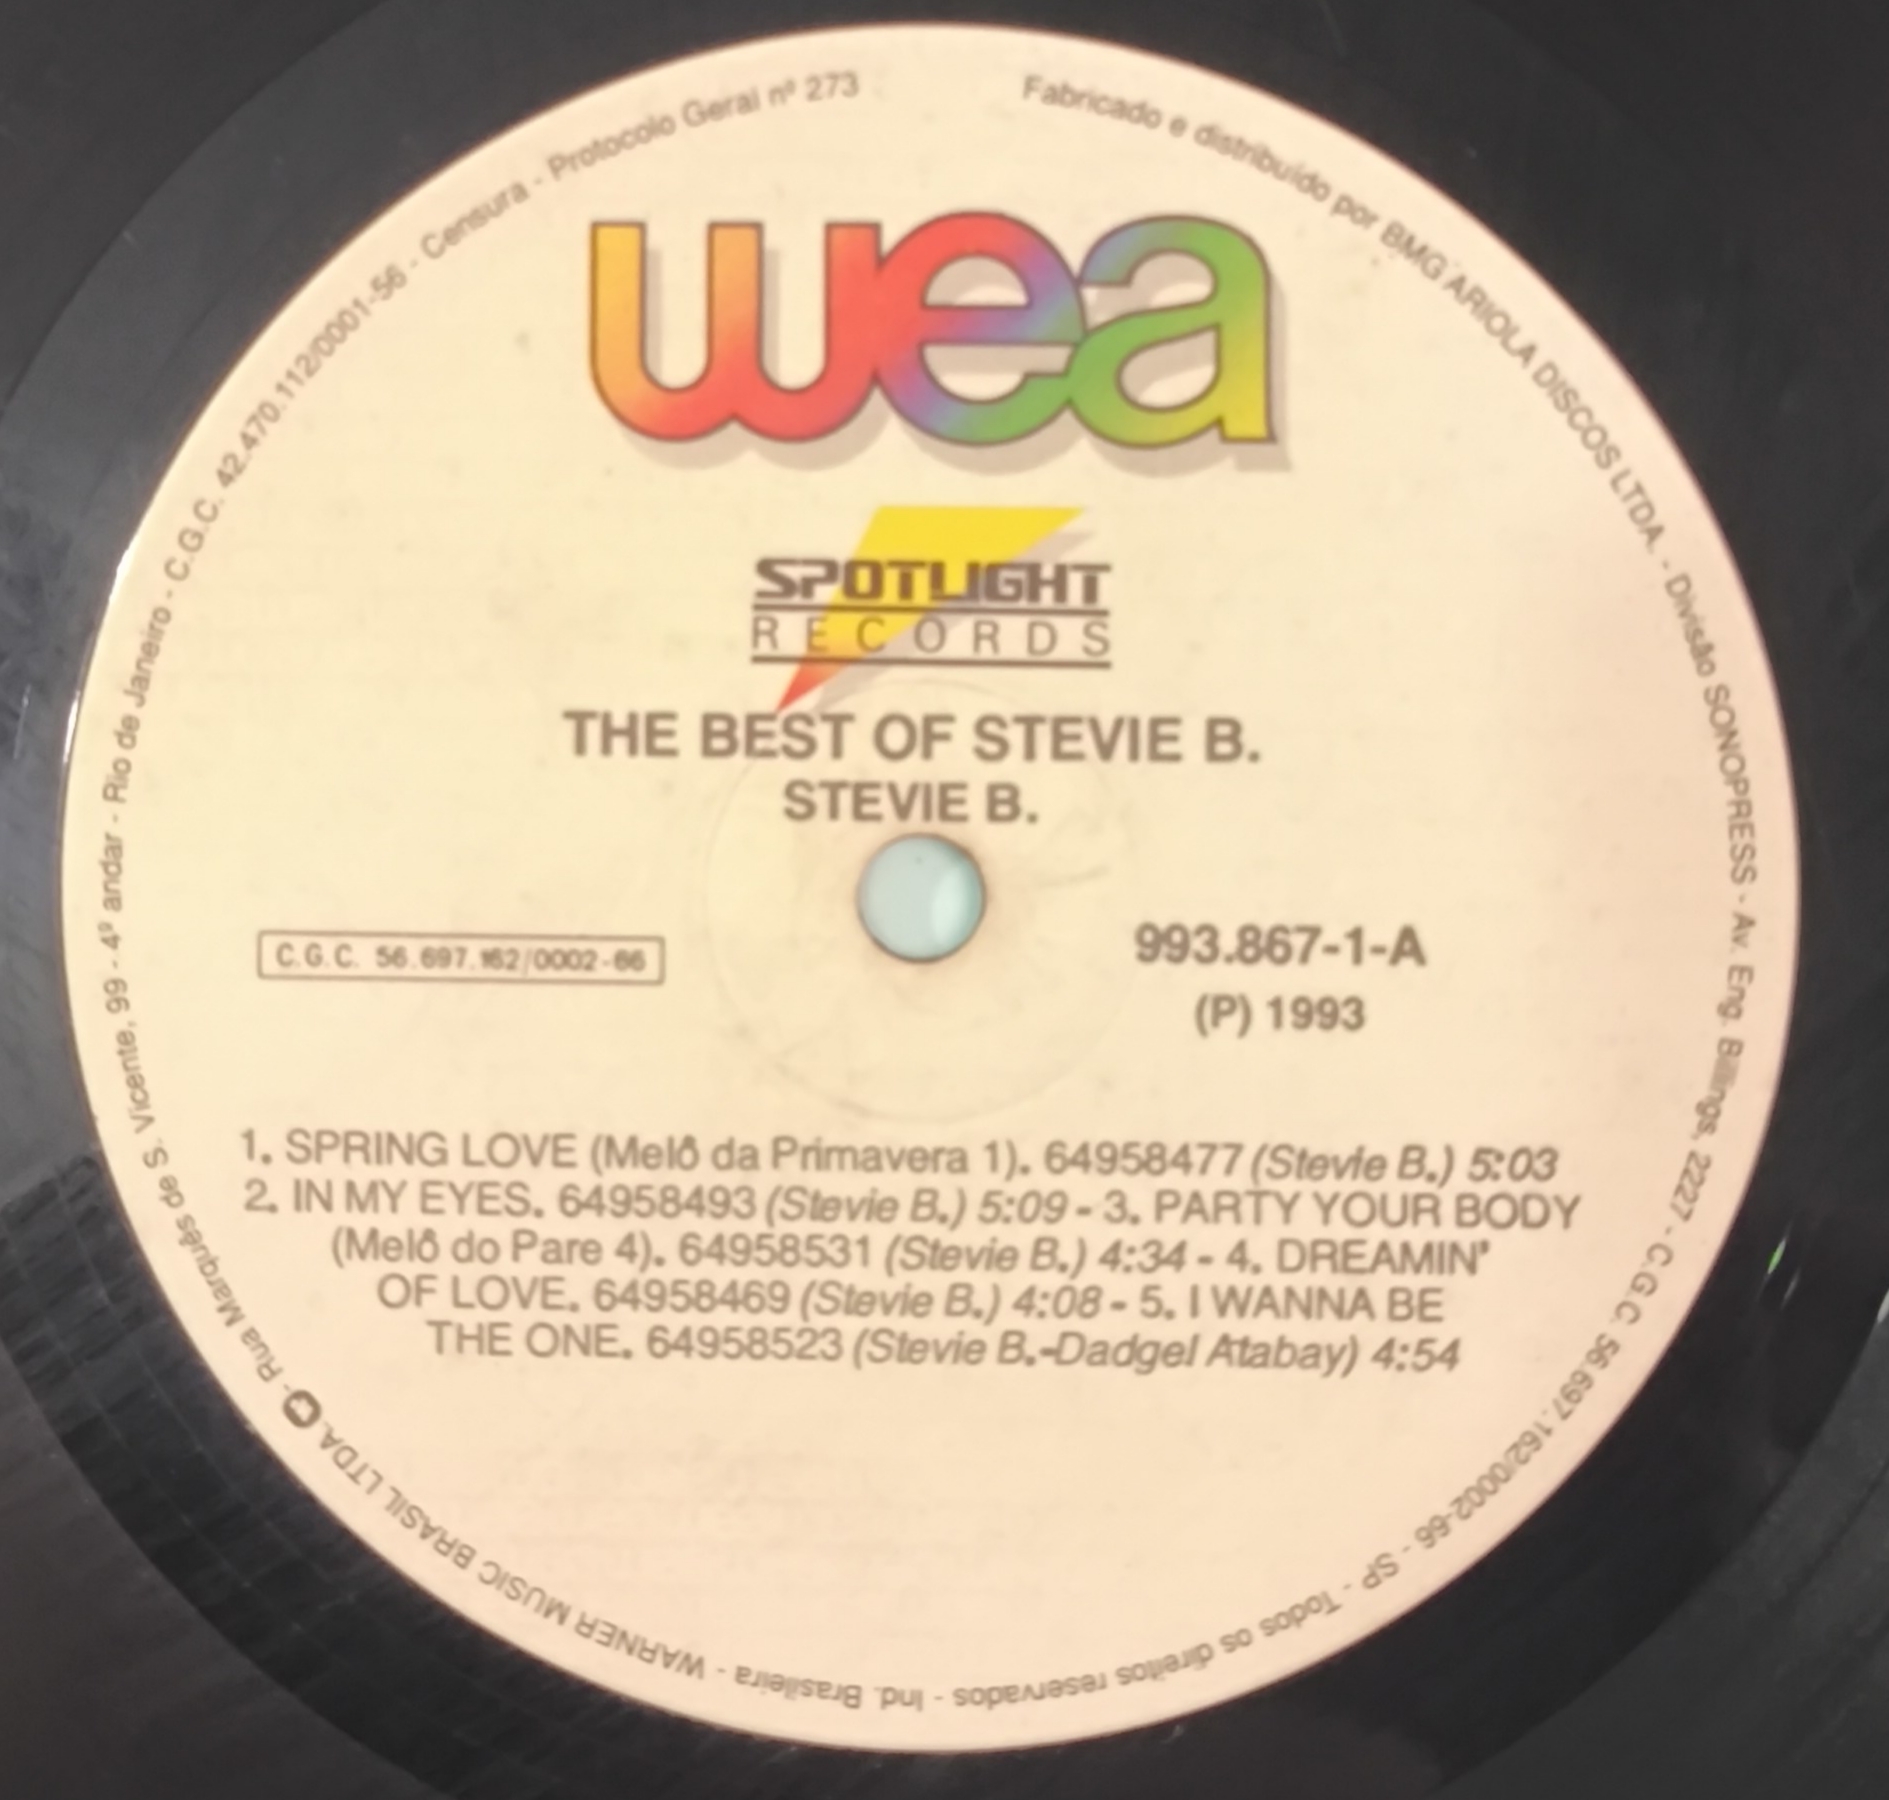 wea
SPOTLIGHT
RECORDS
THE BEST OF STEVIE B.
STEVIE B.
C.G.C. 56.697.162/0002-66
993.867-1-A
(P) 1993
1. SPRING LOVE (Melô da Primavera 1). 64958477 (Stevie B.) 5:03
2. IN MY EYES. 64958493 (Stevie B.) 5:09 - 3. PARTY YOUR BODY
(Melô do Pare 4). 64958531 (Stevie B.) 4:34 - 4. DREAMIN'
OF LOVE. 64958469 (Stevie B.) 4:08 - 5. I WANNA BE
THE ONE. 64958523 (Stevie B.-Dadgel Atabay) 4:54
Fabricado e distribuído por BMG ARIOLA DISCOS LTDA. - Divisão SONOPRESS - Av. Eng. Billings, 2227 - C.G.C. 56.697.162/0002-66 - SP - Todos os direitos reservados - Ind. Brasileira - WARNER MUSIC BRASIL LTDA. - Rua Marquês de S. Vicente, 99 - 4º andar - Rio de Janeiro - C.G.C. 42.470.112/0001-56 - Censura - Protocolo Geral nº 273